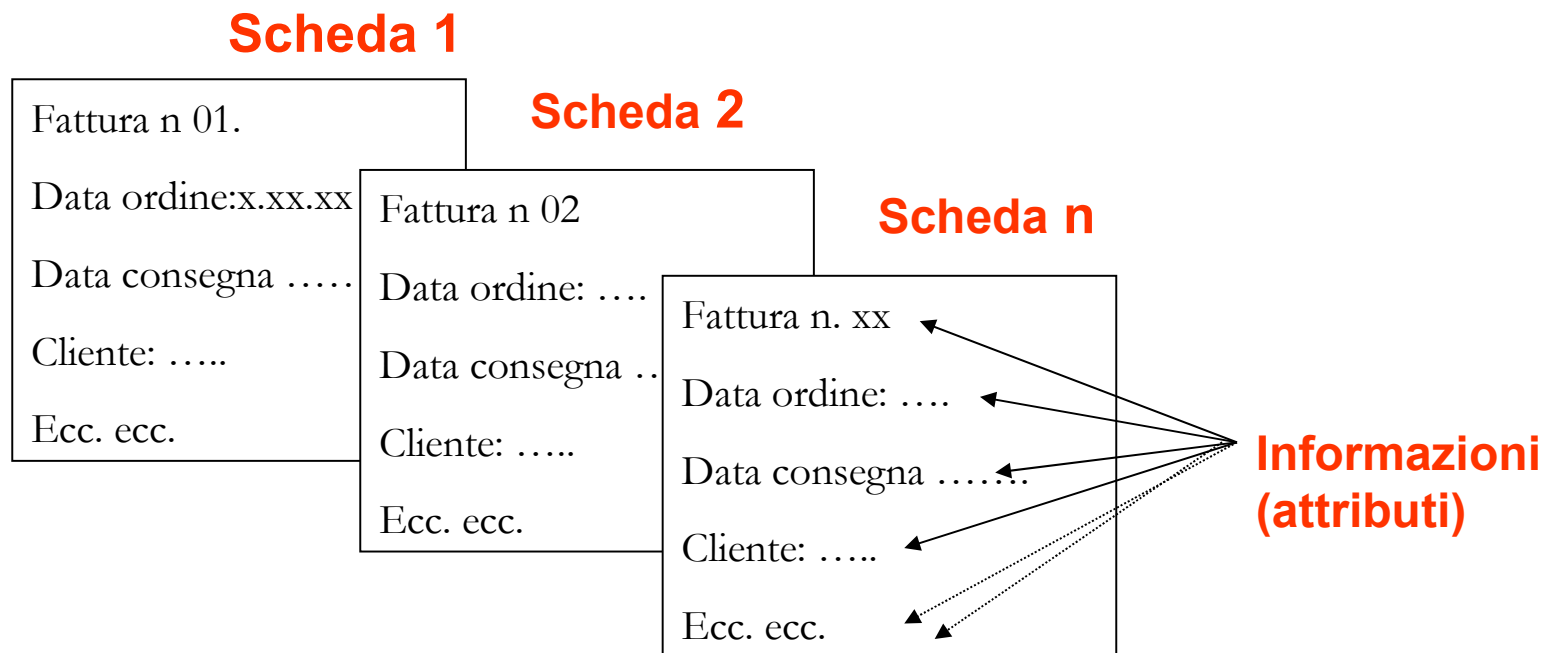 Scheda 1
Fattura n 01.
Data ordine:x.xx.xx
Data consegna …..
Cliente: …..
Ecc. ecc.
Scheda 2
Fattura n 02
Data ordine: ….
Data consegna ..
Cliente: …..
Ecc. ecc.
Scheda n
Fattura n. xx
Data ordine: ….
Data consegna …….
Cliente: …..
Ecc. ecc.
Informazioni
(attributi)